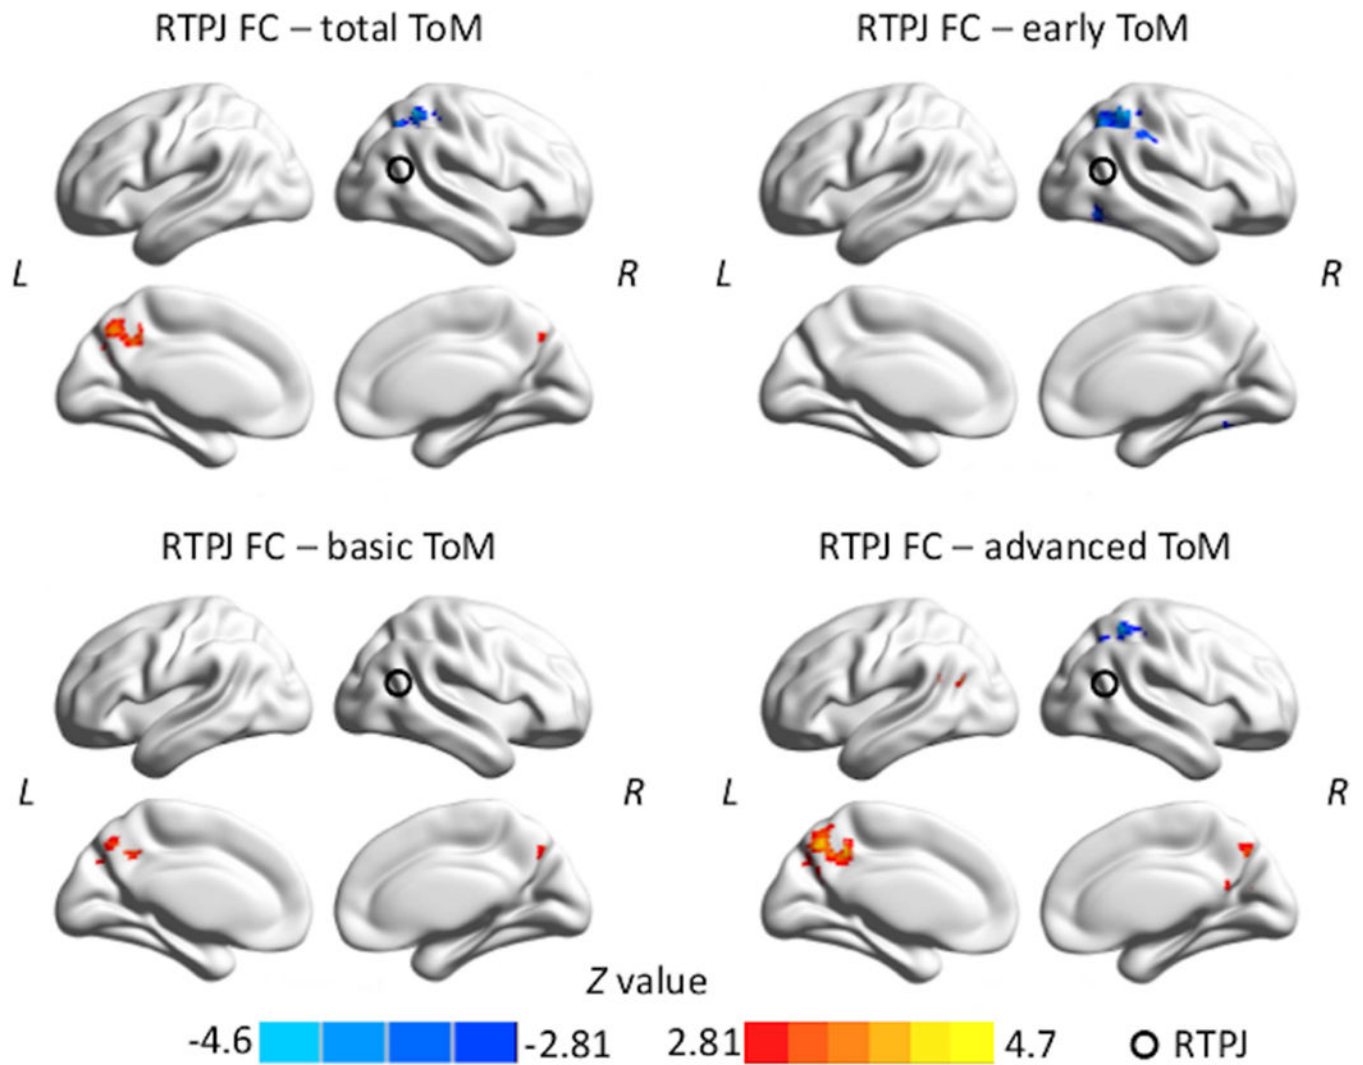 RTPJ FC – total ToM
RTPJ FC – early ToM
L
R
L
R
RTPJ FC – basic ToM
RTPJ FC – advanced ToM
L
R
L
R
Z value
-4.6
-2.81
2.81
4.7
RTPJ